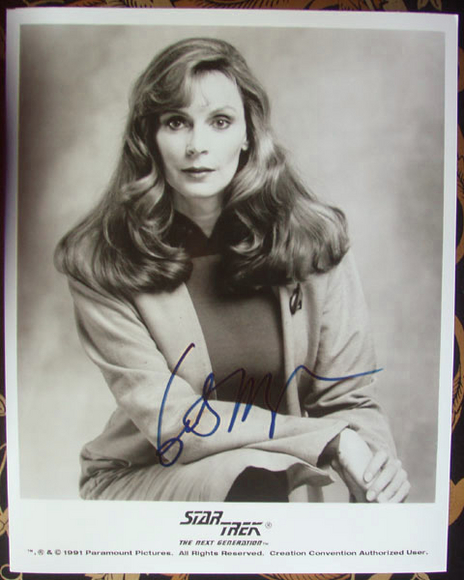 STAR
TREK®
THE NEXT GENERATION™
™, ® & © 1991 Paramount Pictures. All Rights Reserved. Creation Convention Authorized User.